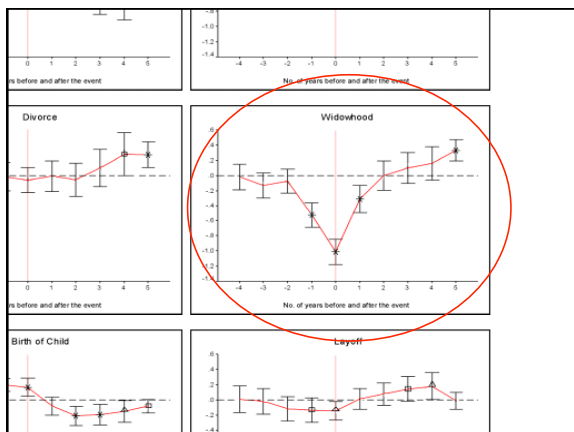 -.8
-1.0
-1.2
-1.4
0 1 2 3 4 5
-4 -3 -2 -1 0 1 2 3 4 5
rs before and after the event
No. of years before and after the event
Divorce
Widowhood
.6
.4
.2
.0
-.2
-.4
-.6
-.8
-1.0
-1.2
-1.4
0 1 2 3 4 5
-4 -3 -2 -1 0 1 2 3 4 5
rs before and after the event
No. of years before and after the event
Birth of Child
Layoff
.6
.4
.2
.0
-.2
-.4